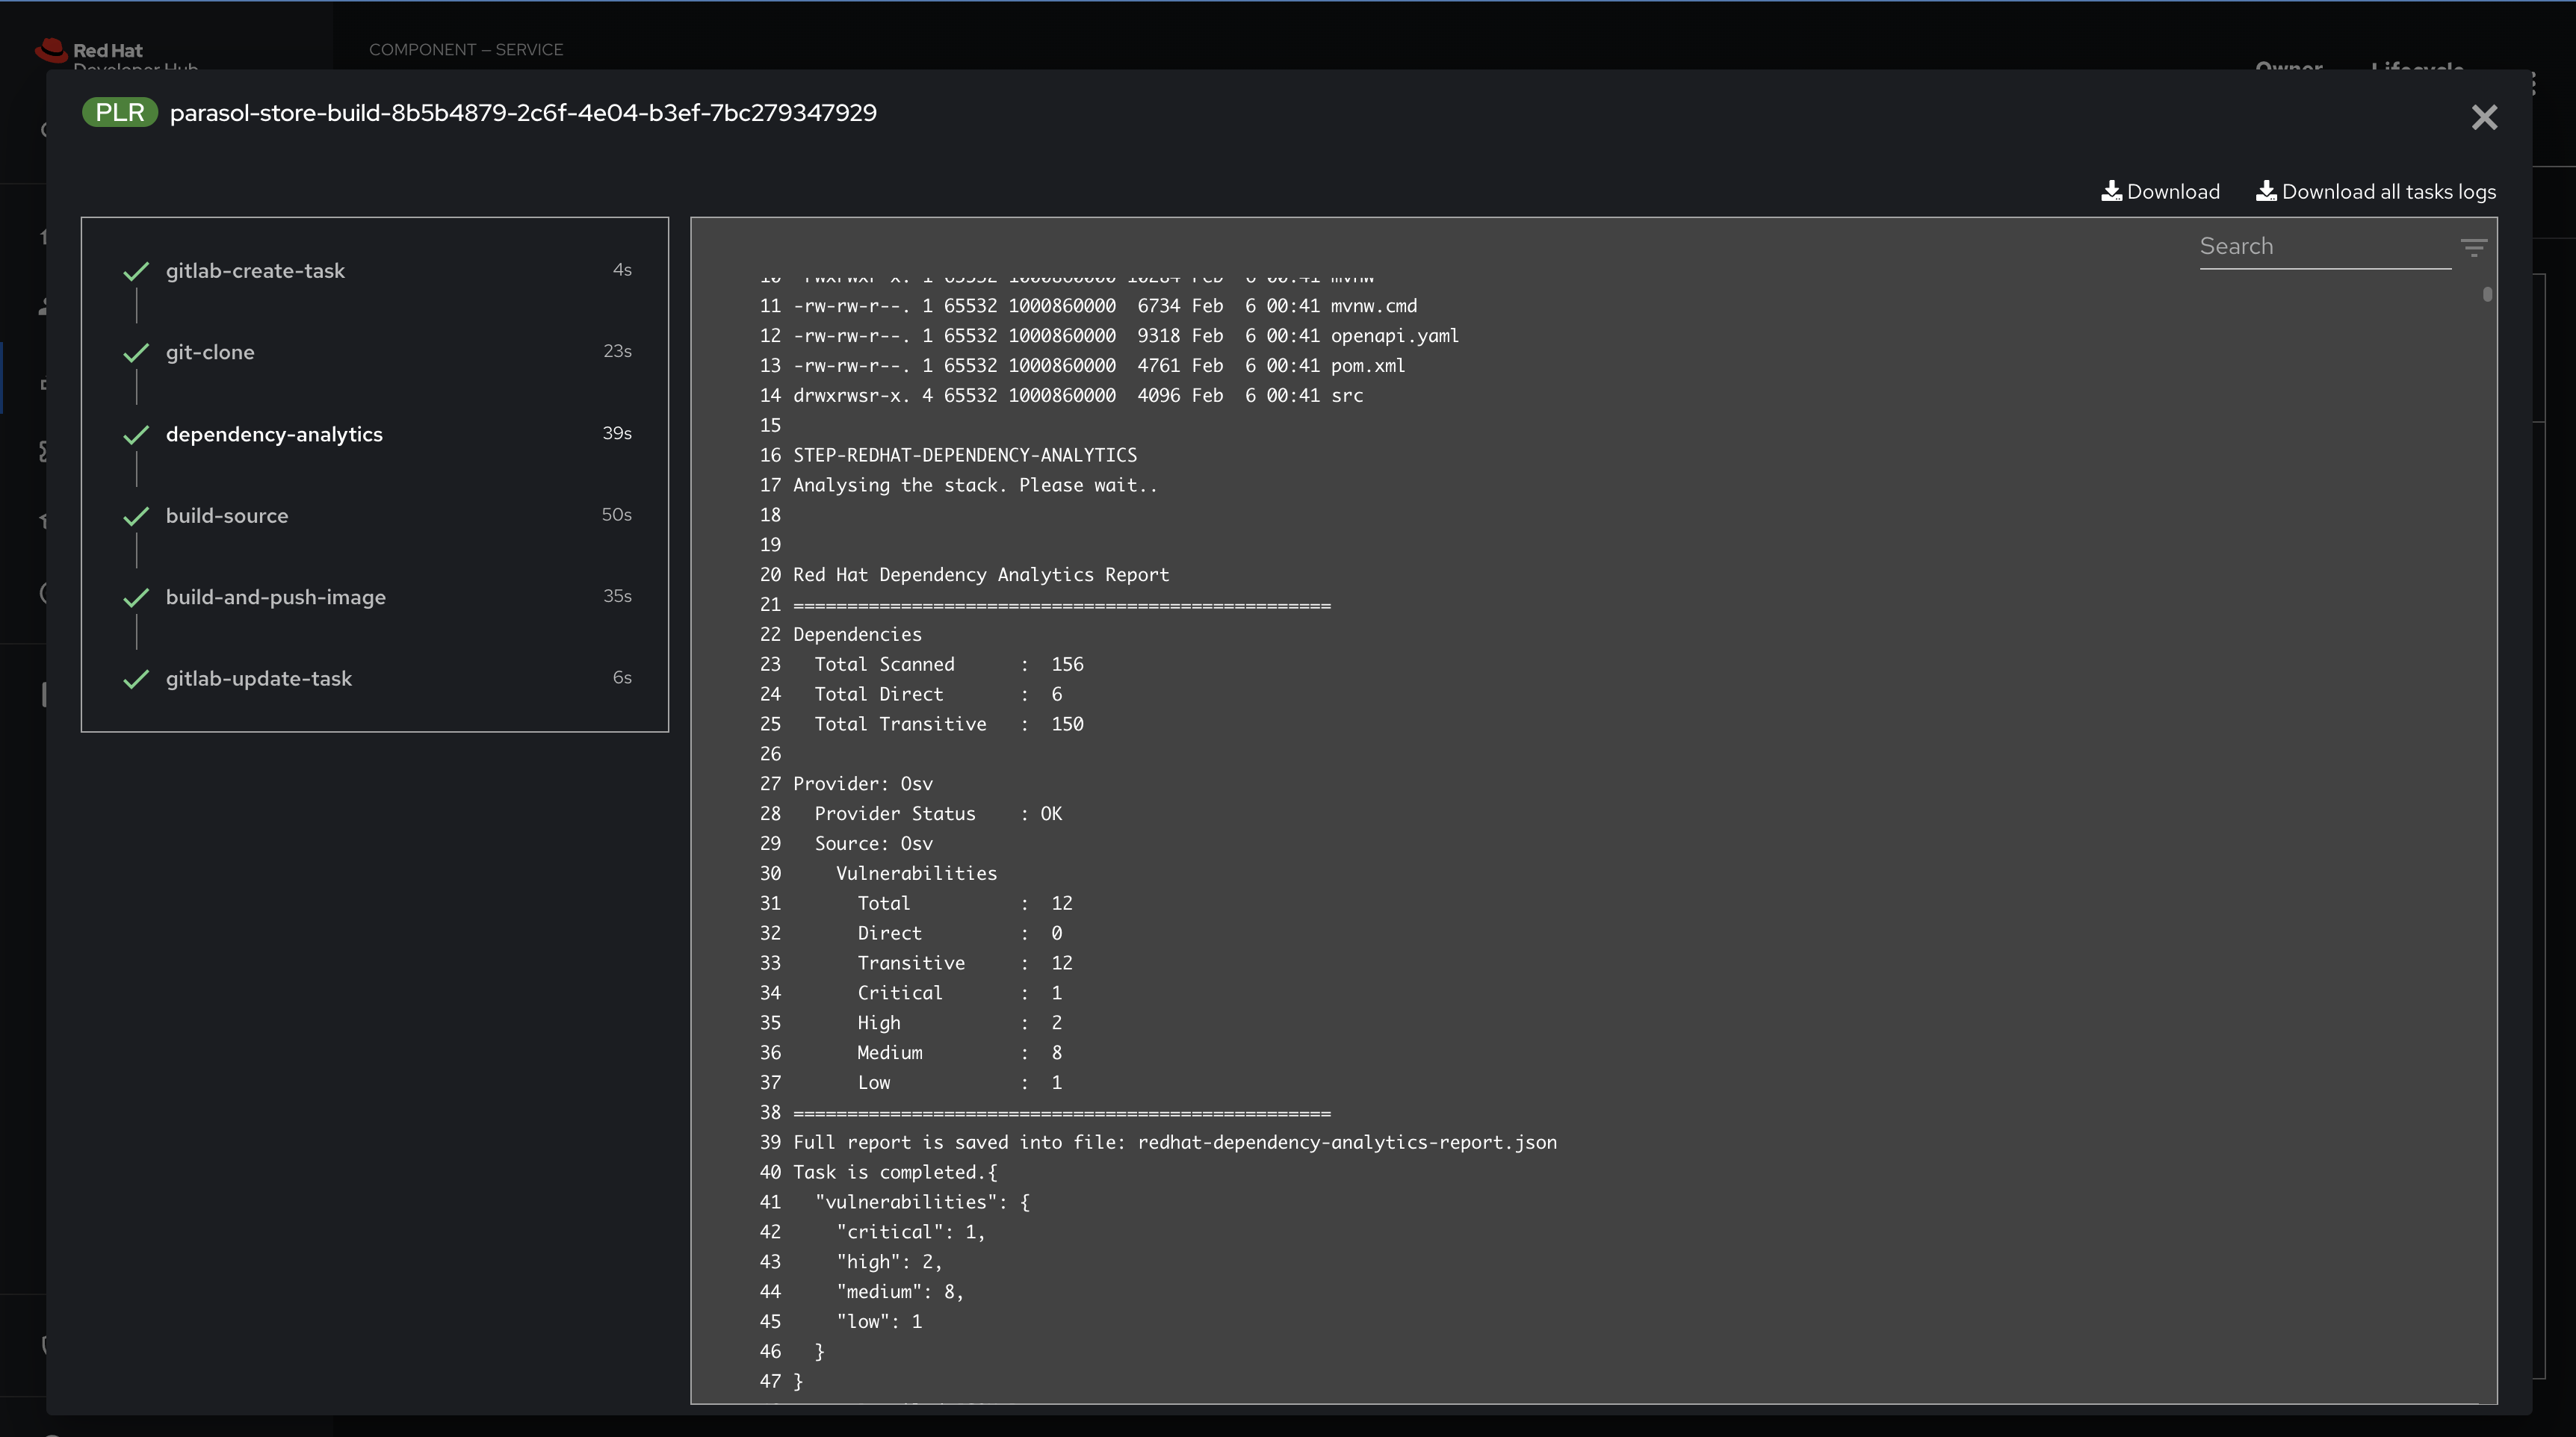 Red Hat
Developer Hub
COMPONENT — SERVICE
Owner
Lifecycle
PLR parasol-store-build-8b5b4879-2c6f-4e04-b3ef-7bc279347929
Download
Download all tasks logs
gitlab-create-task 4s
git-clone 23s
dependency-analytics 39s
build-source 50s
build-and-push-image 35s
gitlab-update-task 6s
Search
10 -rwxrwxr-x. 1 65532 1000860000 10284 Feb  6 00:41 mvnw
11 -rw-rw-r--. 1 65532 1000860000  6734 Feb  6 00:41 mvnw.cmd
12 -rw-rw-r--. 1 65532 1000860000  9318 Feb  6 00:41 openapi.yaml
13 -rw-rw-r--. 1 65532 1000860000  4761 Feb  6 00:41 pom.xml
14 drwxrwsr-x. 4 65532 1000860000  4096 Feb  6 00:41 src
15
16 STEP-REDHAT-DEPENDENCY-ANALYTICS
17 Analysing the stack. Please wait..
18
19
20 Red Hat Dependency Analytics Report
21 ==================================================
22 Dependencies
23   Total Scanned      :  156
24   Total Direct       :  6
25   Total Transitive   :  150
26
27 Provider: Osv
28   Provider Status    : OK
29   Source: Osv
30     Vulnerabilities
31       Total          :  12
32       Direct         :  0
33       Transitive     :  12
34       Critical       :  1
35       High           :  2
36       Medium         :  8
37       Low            :  1
38 ==================================================
39 Full report is saved into file: redhat-dependency-analytics-report.json
40 Task is completed.{
41   "vulnerabilities": {
42     "critical": 1,
43     "high": 2,
44     "medium": 8,
45     "low": 1
46   }
47 }